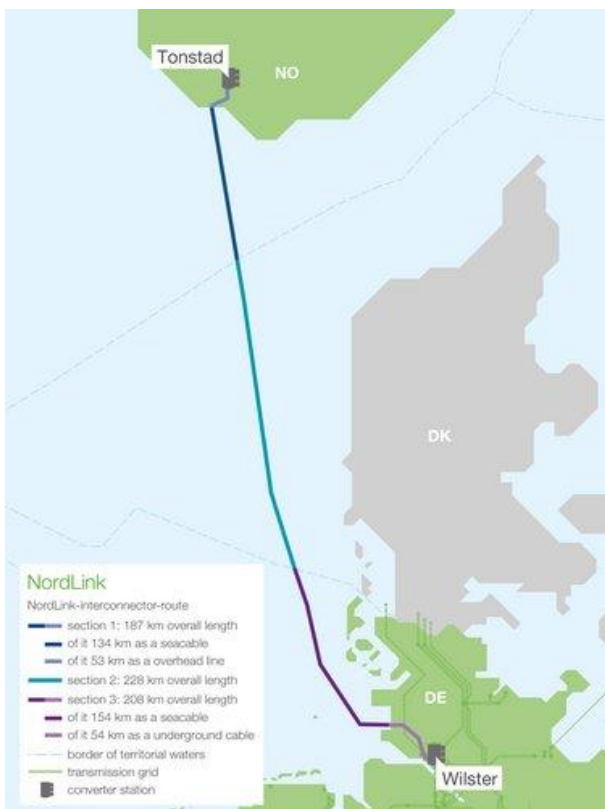 Tonstad
NO
DK
NordLink
NordLink-interconnector-route
section 1: 187 km overall length
of it 134 km as a seacable
of it 53 km as a overhead line
section 2: 228 km overall length
section 3: 208 km overall length
of it 154 km as a seacable
of it 54 km as a underground cable
border of territorial waters
transmission grid
converter station
DE
Wilster